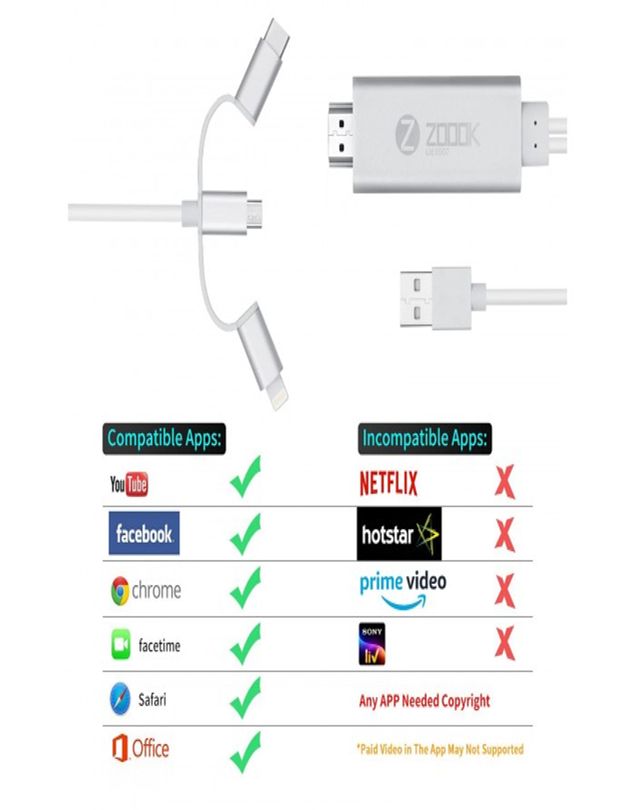 Z ZOOOK
Compatible Apps: Incompatible Apps:
YouTube NETFLIX
facebook. hotstar
chrome prime video
facetime SONY liv
Safari Any APP Needed Copyright
Office *Paid Video in The App May Not Supported